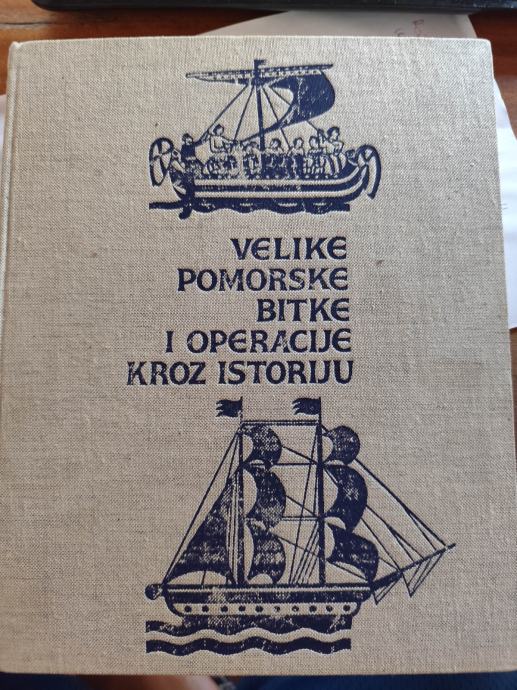 VELIKE
POMORSKE
BITKE
I OPERACIJE
KROZ ISTORIJU